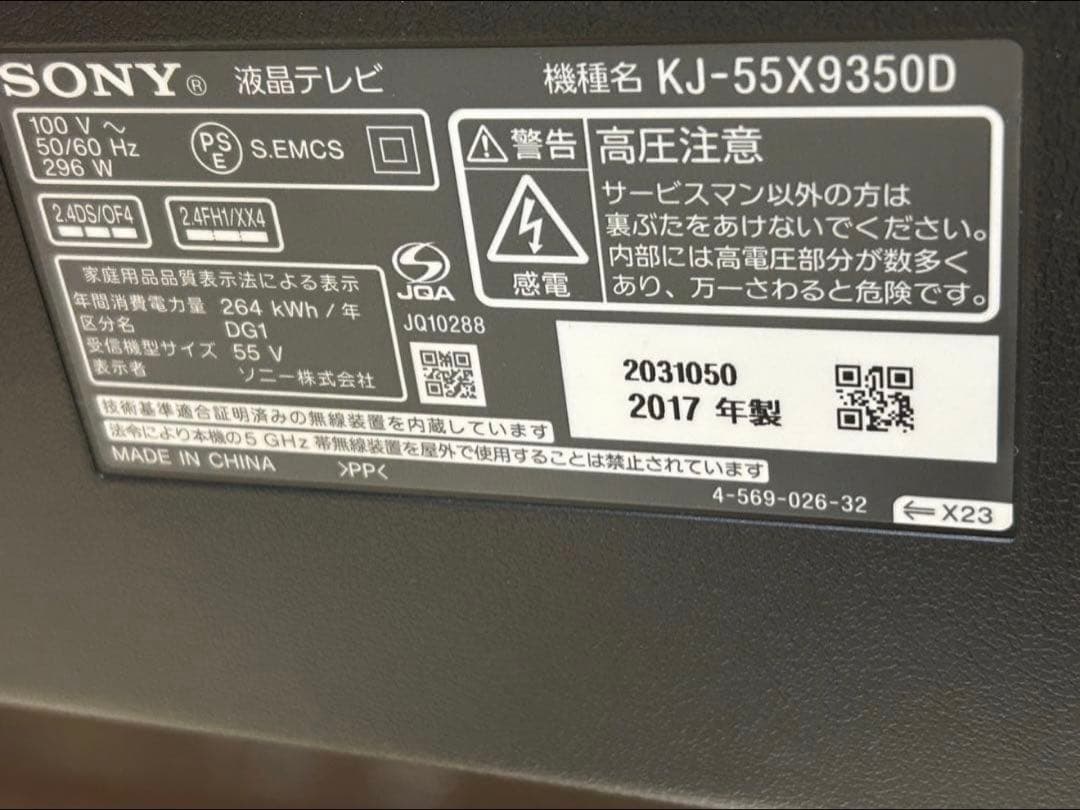 SONY® 液晶テレビ
機種名 KJ-55X9350D
100 V ～
50/60 Hz
296 W
PS
E
S.EMCS
2.4DS/OF4
2.4FH1/XX4
警告
感電
高圧注意
サービスマン以外の方は
裏ぶたをあけないでください。
内部には高電圧部分が数多く
あり、万一さわると危険です。
家庭用品品質表示法による表示
年間消費電力量 264 kWh / 年
区分名 DG1
受信機型サイズ 55 V
表示者 ソニー株式会社
JQA
JQ10288
2031050
2017 年製
技術基準適合証明済みの無線装置を内蔵しています
法令により本機の5 GHz 帯無線装置を屋外で使用することは禁止されています
MADE IN CHINA >PP<
4-569-026-32
⇐X23